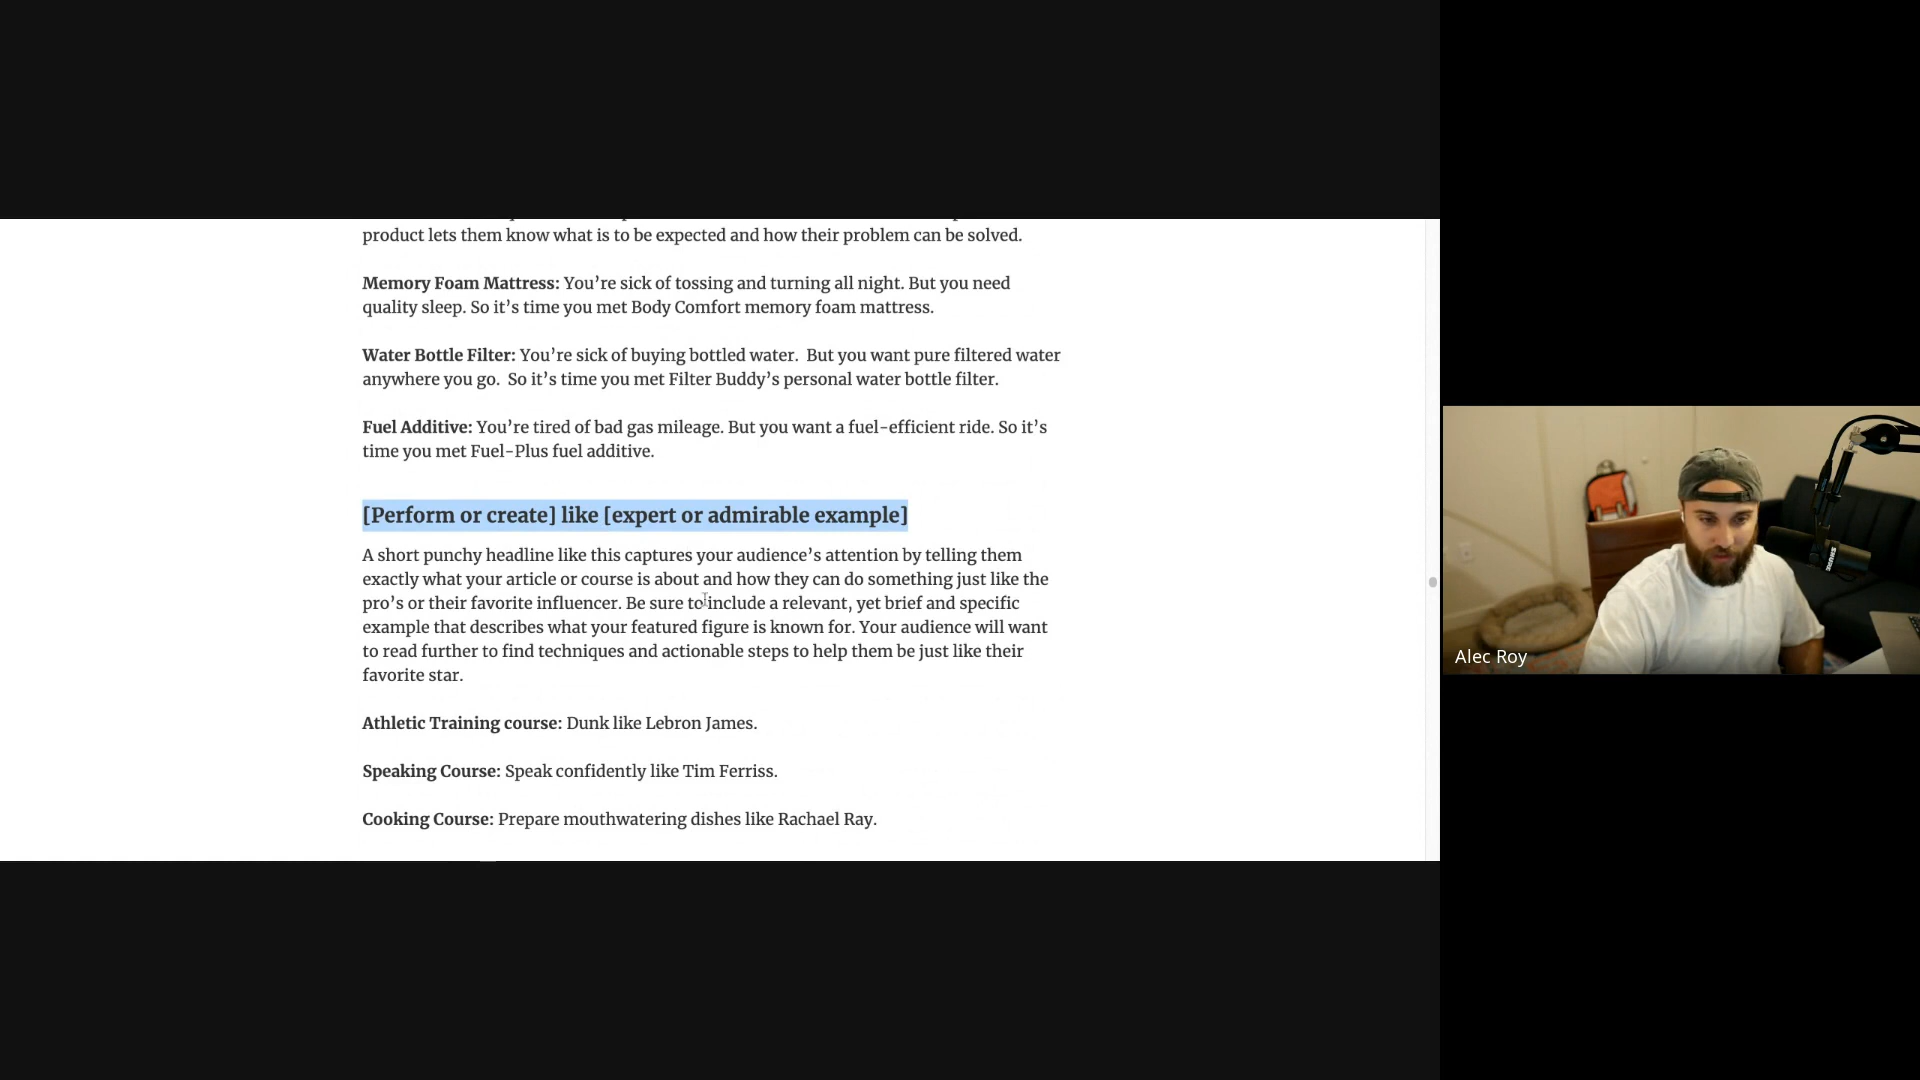 product lets them know what is to be expected and how their problem can be solved.
Memory Foam Mattress: You’re sick of tossing and turning all night. But you need
quality sleep. So it’s time you met Body Comfort memory foam mattress.
Water Bottle Filter: You’re sick of buying bottled water.  But you want pure filtered water
anywhere you go.  So it’s time you met Filter Buddy’s personal water bottle filter.
Fuel Additive: You’re tired of bad gas mileage. But you want a fuel-efficient ride. So it’s
time you met Fuel-Plus fuel additive.
[Perform or create] like [expert or admirable example]
A short punchy headline like this captures your audience’s attention by telling them
exactly what your article or course is about and how they can do something just like the
pro’s or their favorite influencer. Be sure to include a relevant, yet brief and specific
example that describes what your featured figure is known for. Your audience will want
to read further to find techniques and actionable steps to help them be just like their
favorite star.
Athletic Training course: Dunk like Lebron James.
Speaking Course: Speak confidently like Tim Ferriss.
Cooking Course: Prepare mouthwatering dishes like Rachael Ray.
SHURE
Alec Roy